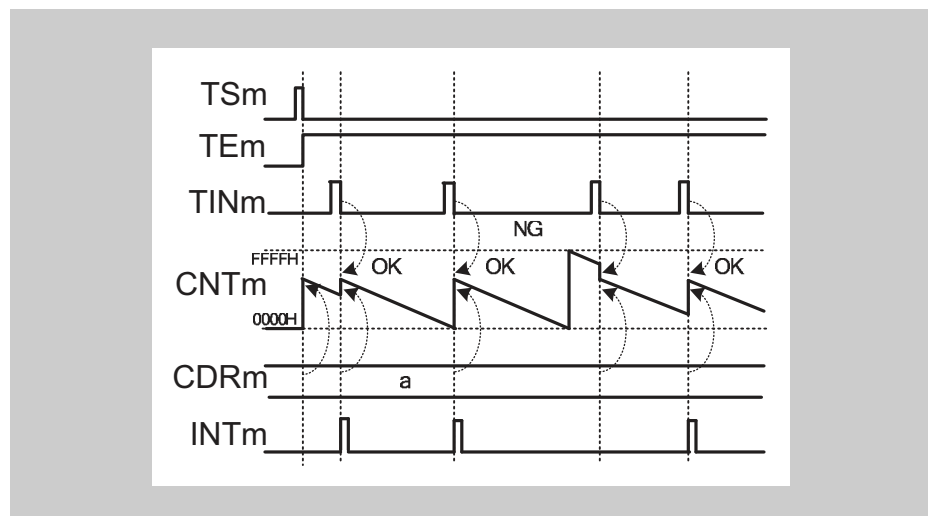 TSm
TEm
TINm
NG
FFFFH
OK OK OK
CNTm
0000H
CDRm
a
INTm